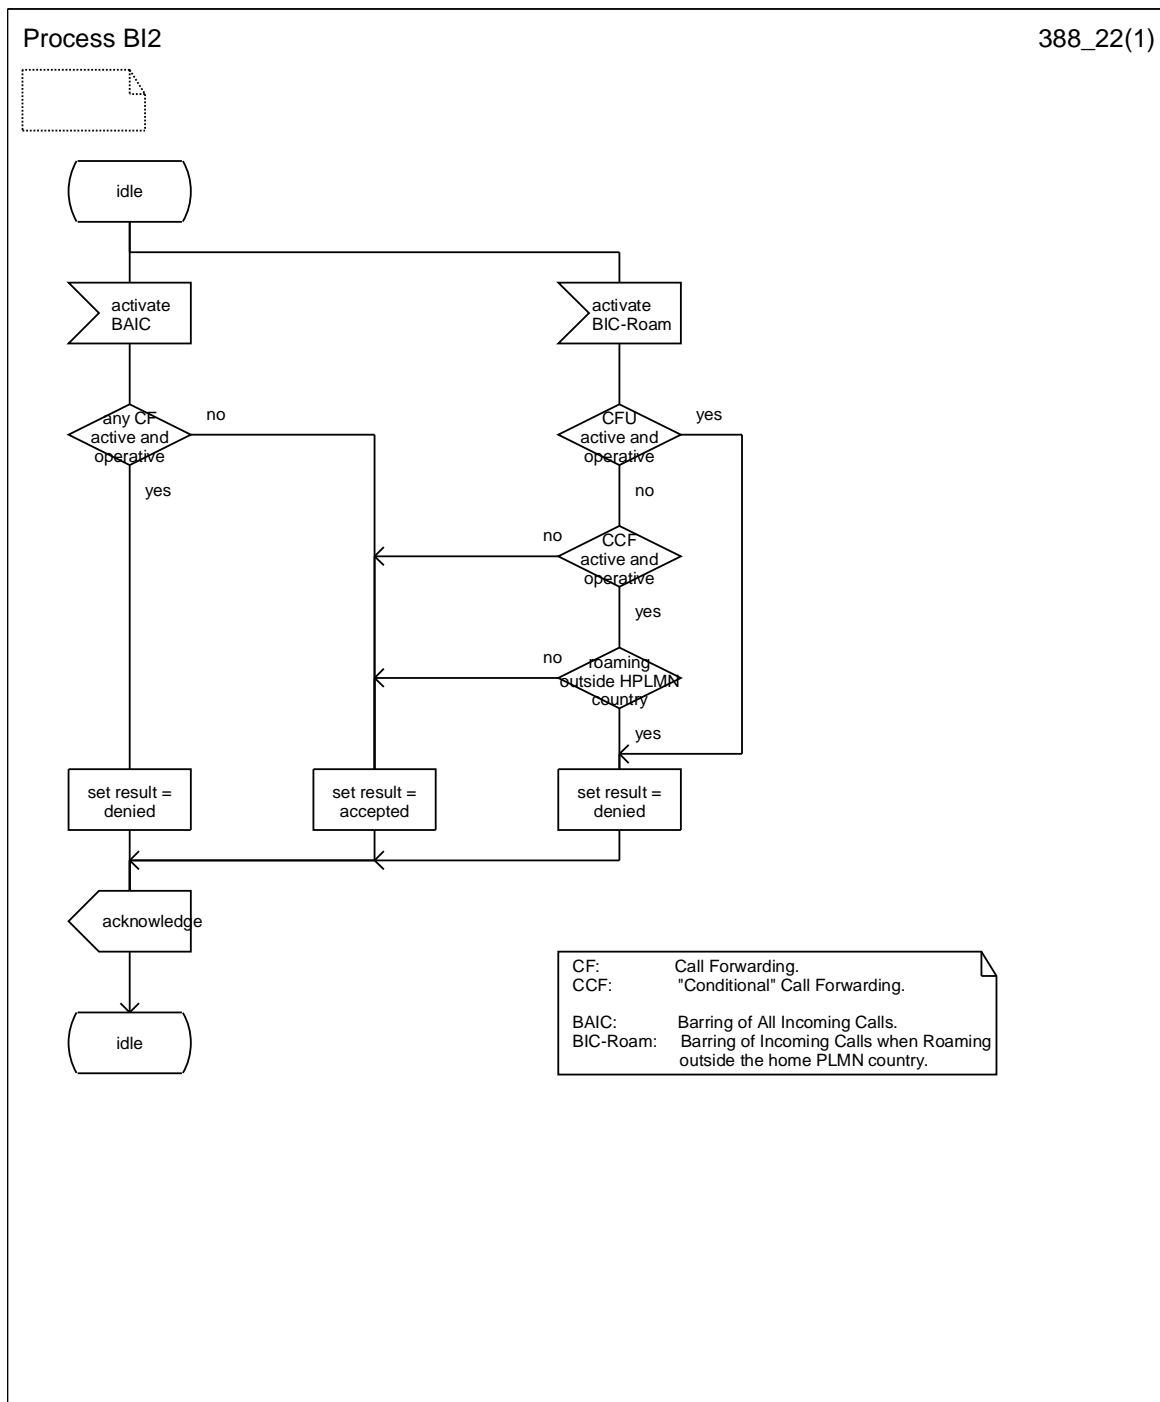 Process BI2
388_22(1)
idle
activate
BAIC
activate
BIC-Roam
any CF
active and
operative
no
yes
CFU
active and
operative
yes
no
no
CCF
active and
operative
yes
no
roaming
outside HPLMN
country
yes
set result =
denied
set result =
accepted
set result =
denied
acknowledge
idle
CF: Call Forwarding.
CCF: "Conditional" Call Forwarding.
BAIC: Barring of All Incoming Calls.
BIC-Roam: Barring of Incoming Calls when Roaming
outside the home PLMN country.